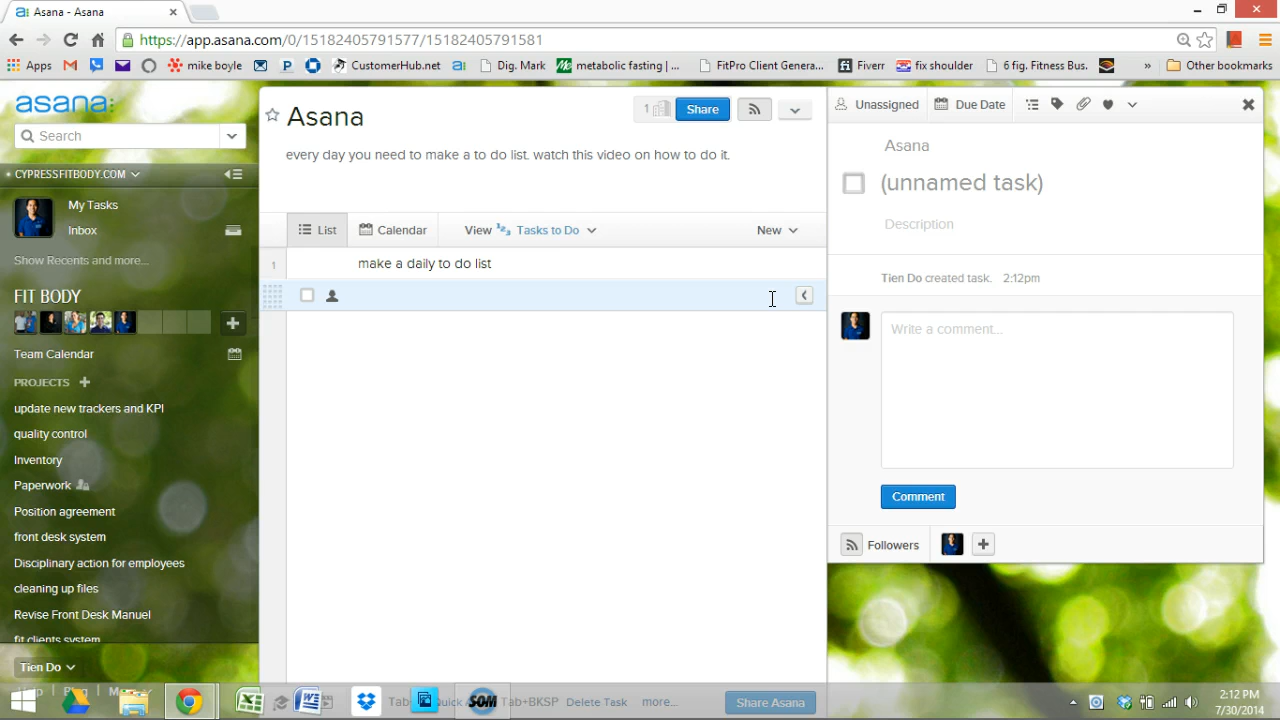 a: Asana - Asana
https://app.asana.com/0/15182405791577/15182405791581
Apps mike boyle CustomerHub.net Dig. Mark metabolic fasting |... FitPro Client Genera... Fiverr fix shoulder 6 fig. Fitness Bus. » Other bookmarks
asana:
Search
CYPRESSFITBODY.COM
My Tasks
Inbox
Show Recents and more...
FIT BODY
Team Calendar
PROJECTS +
update new trackers and KPI
quality control
Inventory
Paperwork
Position agreement
front desk system
Disciplinary action for employees
cleaning up files
Revise Front Desk Manuel
fit clients system
Tien Do
Asana
1
Share
every day you need to make a to do list. watch this video on how to do it.
List
Calendar
View Tasks to Do
New
1 make a daily to do list
Tab+BKSP Delete Task more...
Share Asana
Unassigned
Due Date
Asana
(unnamed task)
Description
Tien Do created task. 2:12pm
Write a comment...
Comment
Followers
SOM
2:12 PM
7/30/2014